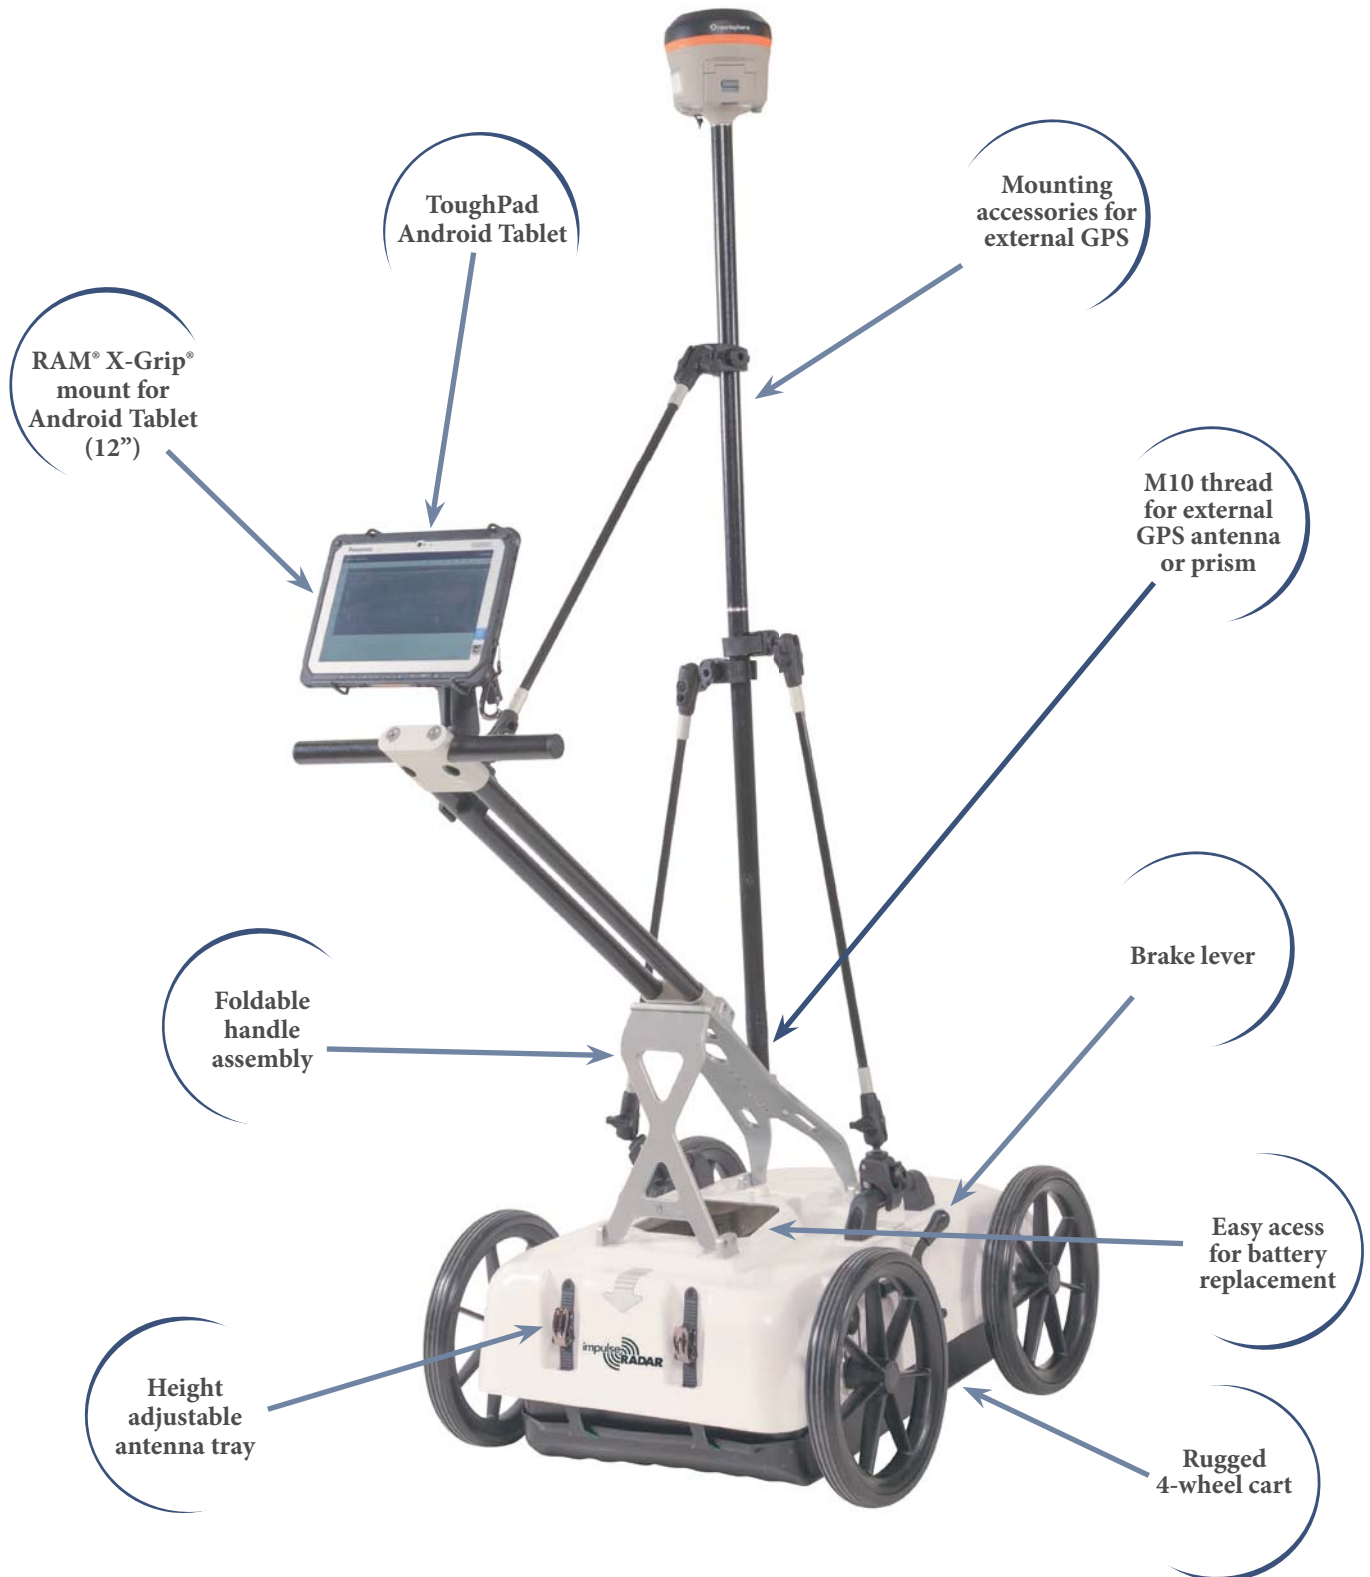 hemisphere
Mounting
accessories for
external GPS
ToughPad
Android Tablet
RAM® X-Grip®
mount for
Android Tablet
(12”)
M10 thread
for external
GPS antenna
or prism
Panasonic
Brake lever
Foldable
handle
assembly
Easy acess
for battery
replacement
impulse
RADAR
Height
adjustable
antenna tray
Rugged
4-wheel cart